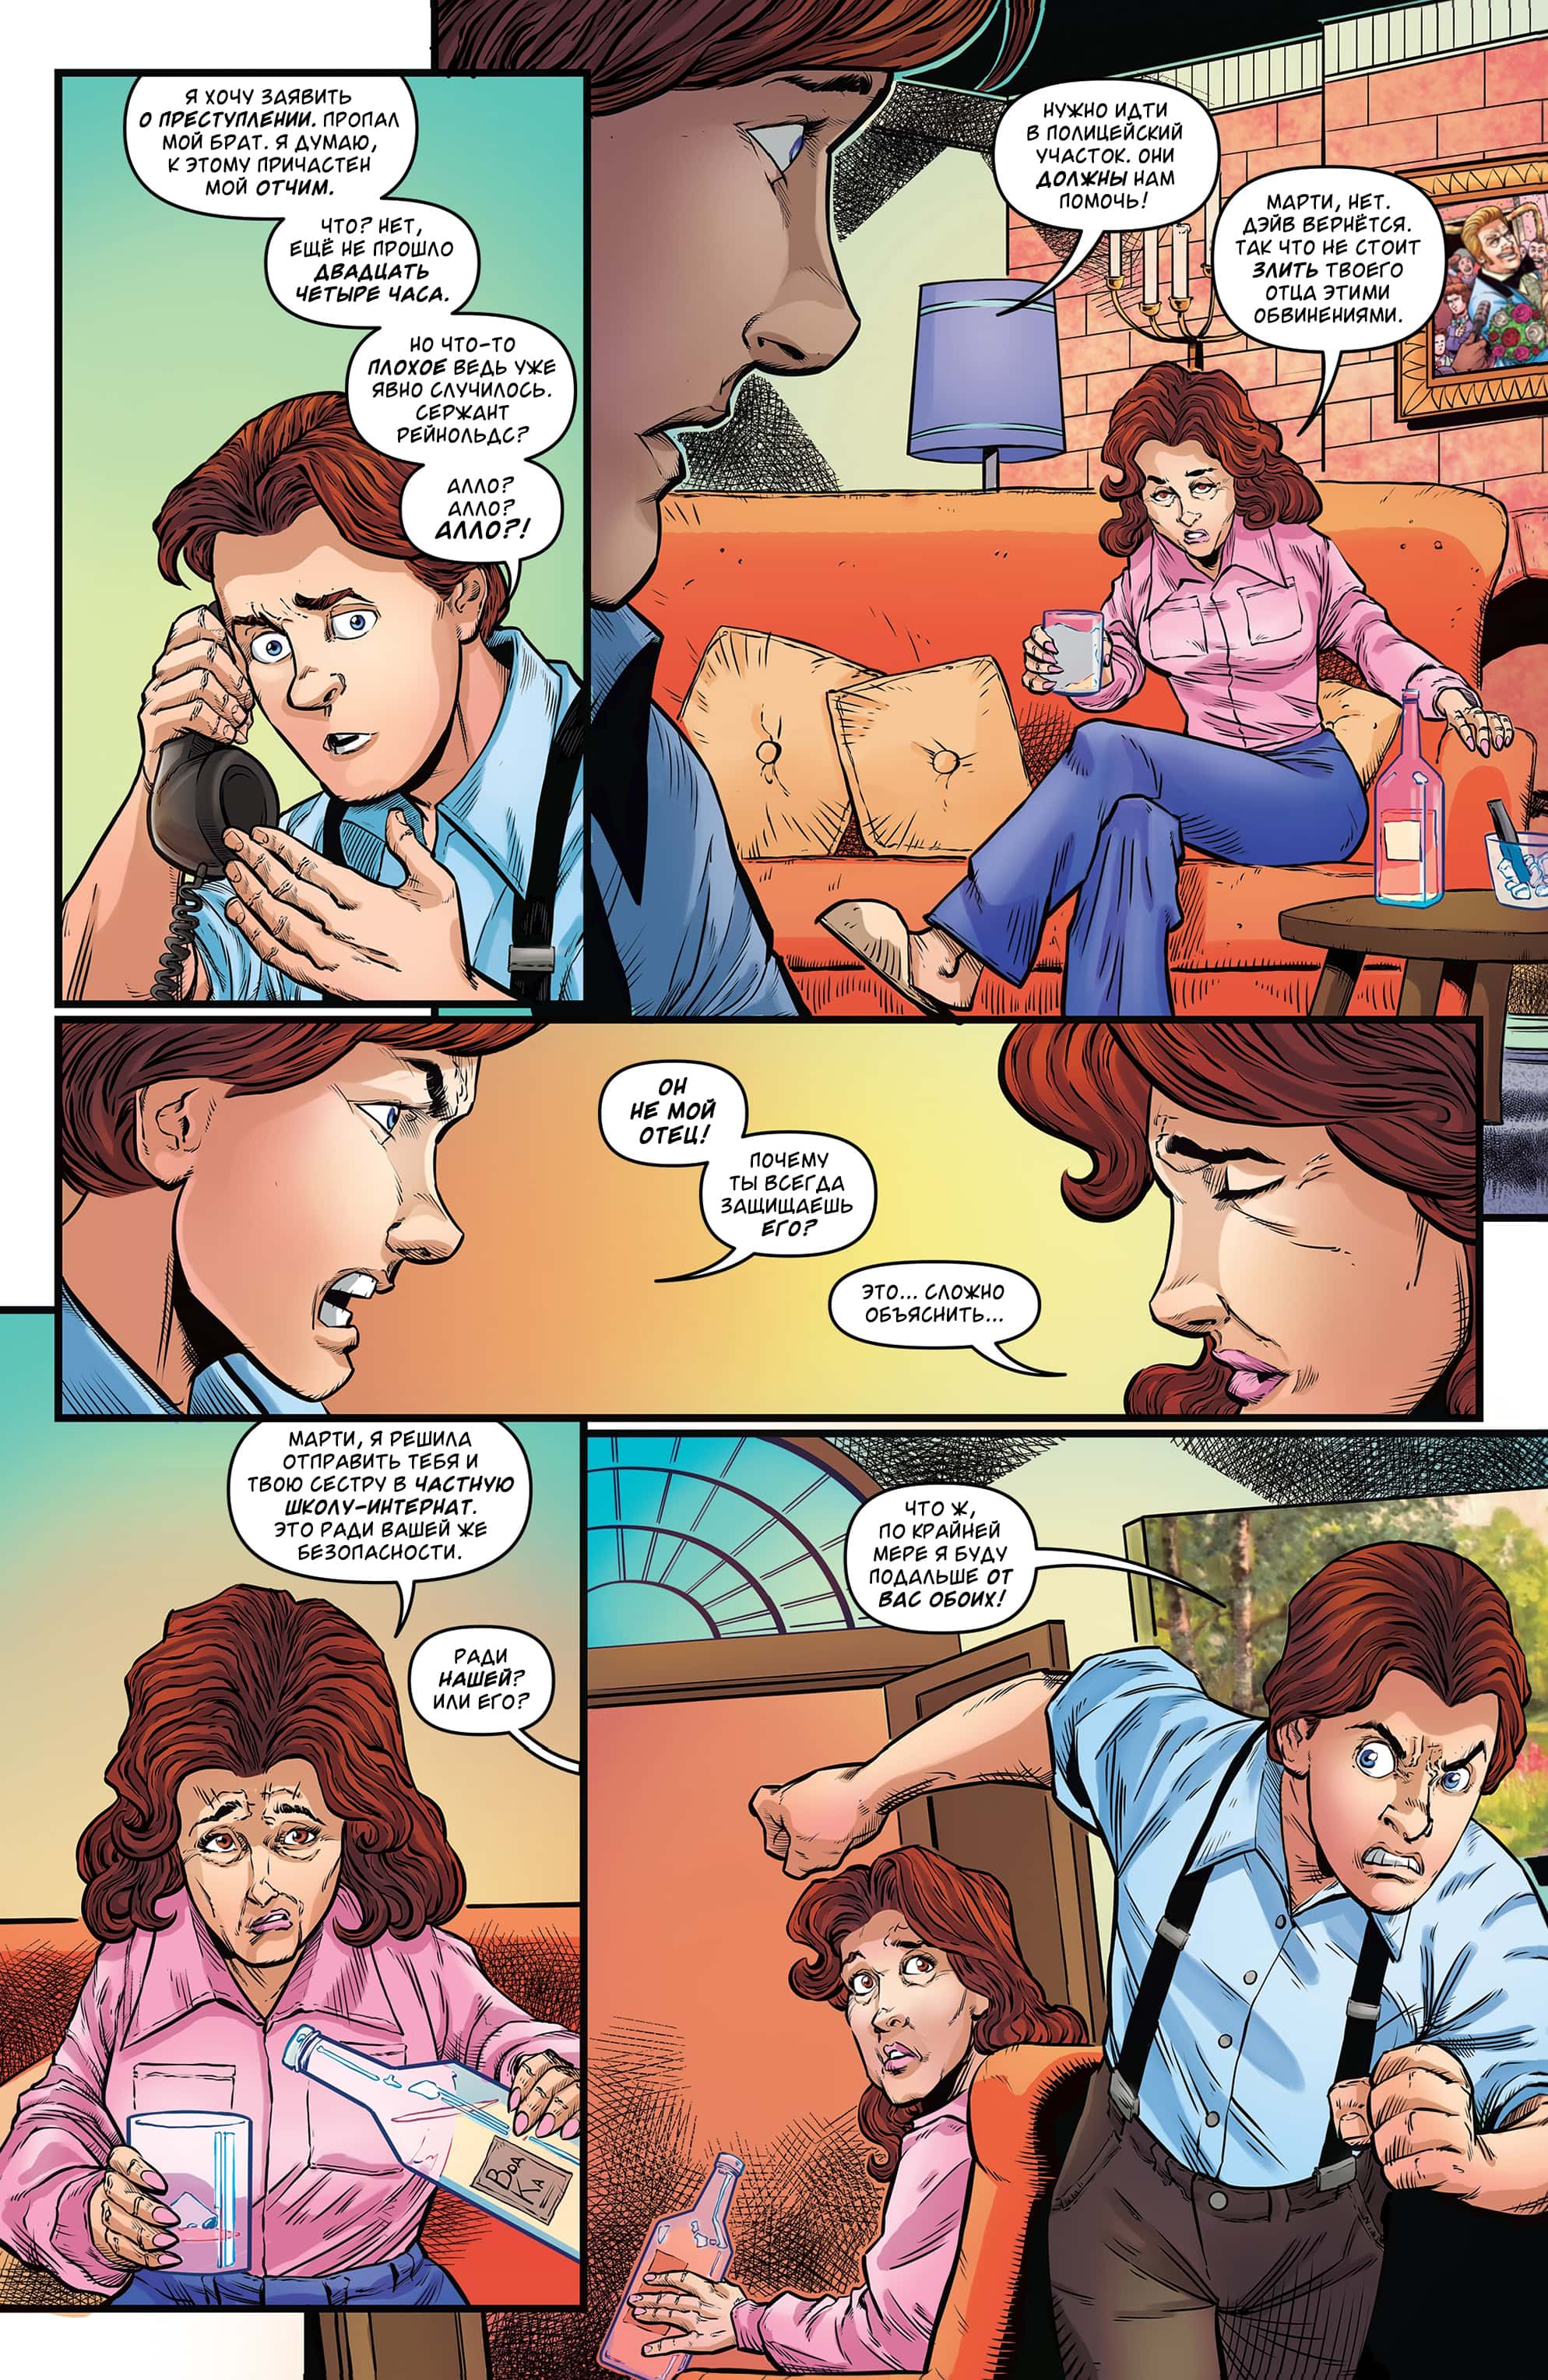 Я ХОЧУ ЗАЯВИТЬ
О ПРЕСТУПЛЕНИИ. ПРОПАЛ
МОЙ БРАТ. Я ДУМАЮ,
К ЭТОМУ ПРИЧАСТЕН
МОЙ ОТЧИМ.
ЧТО? НЕТ,
ЕЩЁ НЕ ПРОШЛО
ДВАДЦАТЬ
ЧЕТЫРЕ ЧАСА.
НО ЧТО-ТО
ПЛОХОЕ ВЕДЬ УЖЕ
ЯВНО СЛУЧИЛОСЬ.
СЕРЖАНТ
РЕЙНОЛЬДС?
АЛЛО?
АЛЛО?
АЛЛО?!
НУЖНО ИДТИ
В ПОЛИЦЕЙСКИЙ
УЧАСТОК. ОНИ
ДОЛЖНЫ НАМ
ПОМОЧЬ!
МАРТИ, НЕТ.
ДЭЙВ ВЕРНЁТСЯ.
ТАК ЧТО НЕ СТОИТ
ЗЛИТЬ ТВОЕГО
ОТЦА ЭТИМИ
ОБВИНЕНИЯМИ.
ОН
НЕ МОЙ
ОТЕЦ!
ПОЧЕМУ
ТЫ ВСЕГДА
ЗАЩИЩАЕШЬ
ЕГО?
ЭТО... СЛОЖНО
ОБЪЯСНИТЬ...
МАРТИ, Я РЕШИЛА
ОТПРАВИТЬ ТЕБЯ И
ТВОЮ СЕСТРУ В ЧАСТНУЮ
ШКОЛУ-ИНТЕРНАТ.
ЭТО РАДИ ВАШЕЙ ЖЕ
БЕЗОПАСНОСТИ.
РАДИ
НАШЕЙ?
ИЛИ ЕГО?
ВОД
КА
ЧТО Ж,
ПО КРАЙНЕЙ
МЕРЕ Я БУДУ
ПОДАЛЬШЕ ОТ
ВАС ОБОИХ!